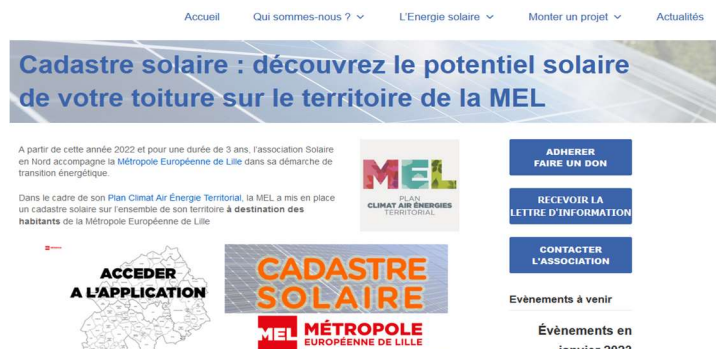 Accueil
Qui sommes-nous ?
L'Energie solaire
Monter un projet
Actualités
Cadastre solaire : découvrez le potentiel solaire
de votre toiture sur le territoire de la MEL
A partir de cette année 2022 et pour une durée de 3 ans, l'association Solaire
en Nord accompagne la Métropole Européenne de Lille dans sa démarche de
transition énergétique.
Dans le cadre de son Plan Climat Air Énergie Territorial, la MEL a mis en place
un cadastre solaire sur l'ensemble de son territoire à destination des
habitants de la Métropole Européenne de Lille
MEL
PLAN
CLIMAT AIR ÉNERGIES
TERRITORIAL
ACCEDER
A L'APPLICATION
CADASTRE
SOLAIRE
MEL
MÉTROPOLE
EUROPÉENNE DE LILLE
ADHERER
FAIRE UN DON
RECEVOIR LA
LETTRE D'INFORMATION
CONTACTER
L'ASSOCIATION
Evènements à venir
Évènements en
janvier 2023